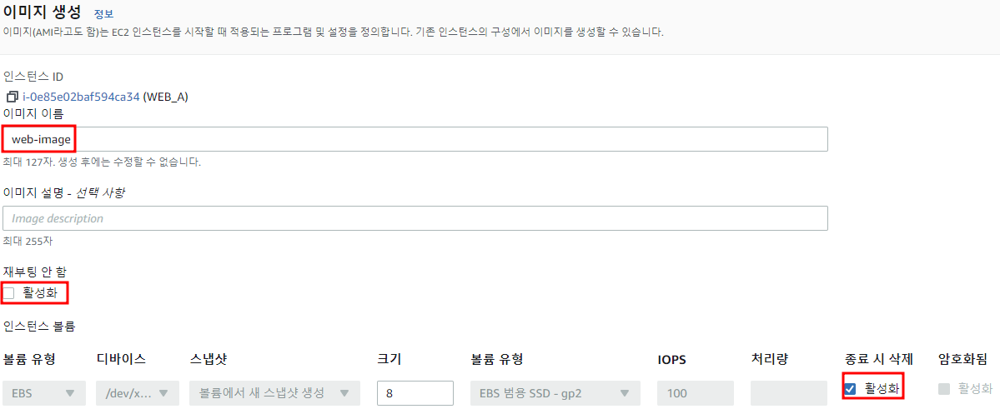 이미지 생성 정보
이미지(AMI라고도 함)는 EC2 인스턴스를 시작할 때 적용되는 프로그램 및 설정을 정의합니다. 기존 인스턴스의 구성에서 이미지를 생성할 수 있습니다.
인스턴스 ID
i-0e85e02baf594ca34 (WEB_A)
이미지 이름
web-image
최대 127자. 생성 후에는 수정할 수 없습니다.
이미지 설명 - 선택 사항
Image description
최대 255자
재부팅 안 함
활성화
인스턴스 볼륨
볼륨 유형 디바이스 스냅샷 크기 볼륨 유형 IOPS 처리량 종료 시 삭제 암호화됨
EBS /dev/x... 볼륨에서 새 스냅샷 생성 8 EBS 범용 SSD - gp2 100 활성화 활성화